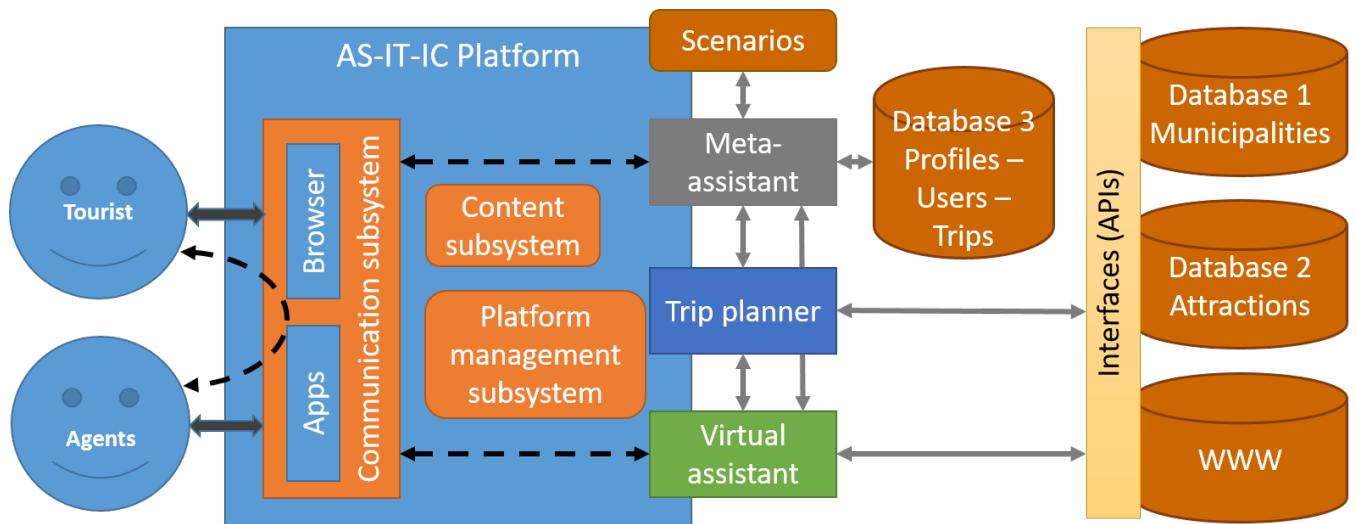 AS-IT-IC Platform
Scenarios
Tourist
Agents
Browser
Apps
Communication subsystem
Content
subsystem
Platform
management
subsystem
Meta-
assistant
Trip planner
Virtual
assistant
Database 3
Profiles –
Users –
Trips
Interfaces (APIs)
Database 1
Municipalities
Database 2
Attractions
WWW